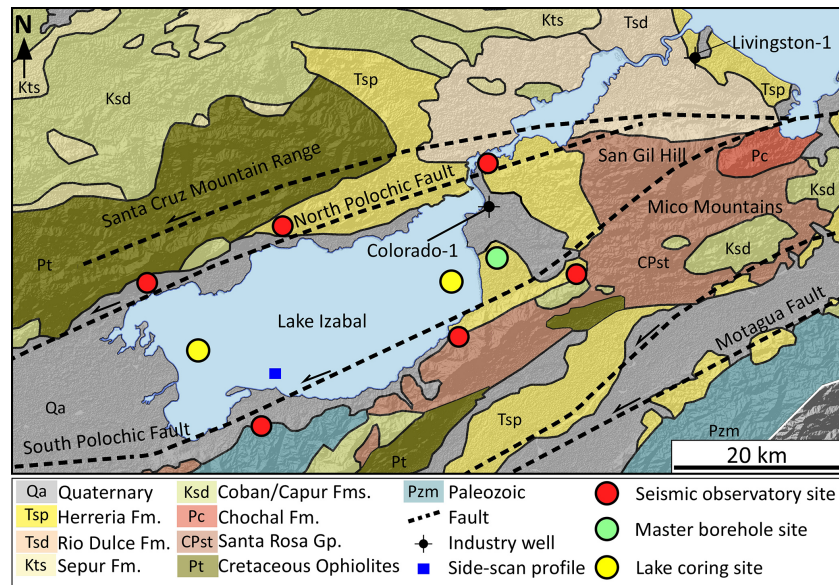 N
Kts
Tsd
Livingston-1
Kts
Ksd
Tsp
Tsp
Santa Cruz Mountain Range
San Gil Hill
Pc
North Polochic Fault
Ksd
Mico Mountains
Colorado-1
Ksd
Pt
CPst
Lake Izabal
Motagua Fault
Qa
South Polochic Fault
Tsp
Pzm
Pt
20 km
Qa Quaternary
Tsp Herreria Fm.
Tsd Rio Dulce Fm.
Kts Sepur Fm.
Ksd Coban/Capur Fms.
Pc Chochal Fm.
CPst Santa Rosa Gp.
Pt Cretaceous Ophiolites
Pzm Paleozoic
Fault
Industry well
Side-scan profile
Seismic observatory site
Master borehole site
Lake coring site